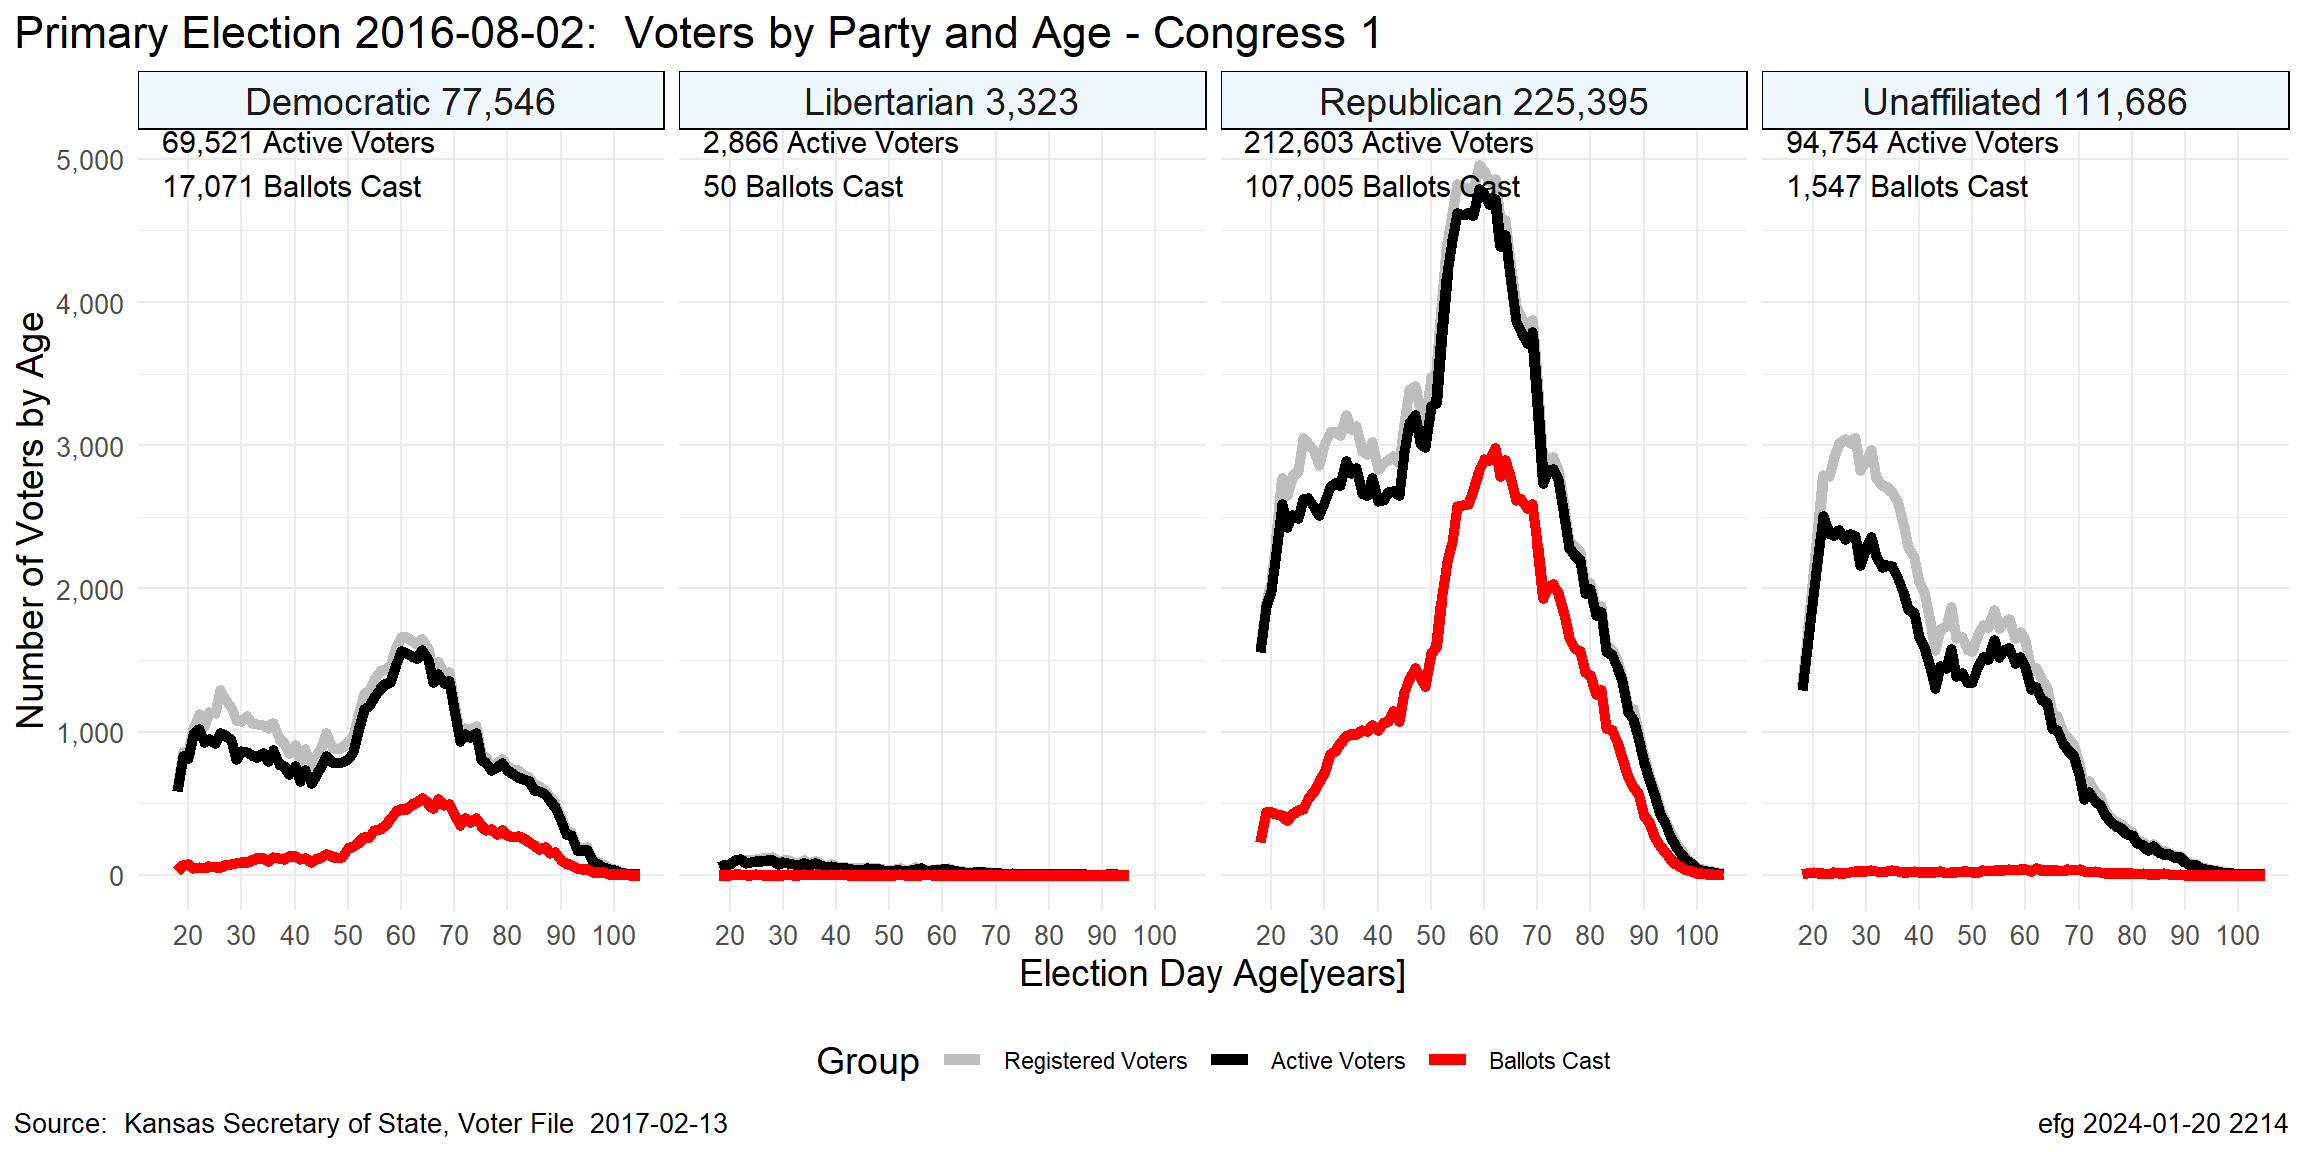 Primary Election 2016-08-02:  Voters by Party and Age - Congress 1
Democratic 77,546
69,521 Active Voters
17,071 Ballots Cast
Libertarian 3,323
2,866 Active Voters
50 Ballots Cast
Republican 225,395
212,603 Active Voters
107,005 Ballots Cast
Unaffiliated 111,686
94,754 Active Voters
1,547 Ballots Cast
Number of Voters by Age
5,000
4,000
3,000
2,000
1,000
0
20 30 40 50 60 70 80 90 100
20 30 40 50 60 70 80 90 100
20 30 40 50 60 70 80 90 100
20 30 40 50 60 70 80 90 100
Election Day Age[years]
Group Registered Voters Active Voters Ballots Cast
Source:  Kansas Secretary of State, Voter File  2017-02-13
efg 2024-01-20 2214